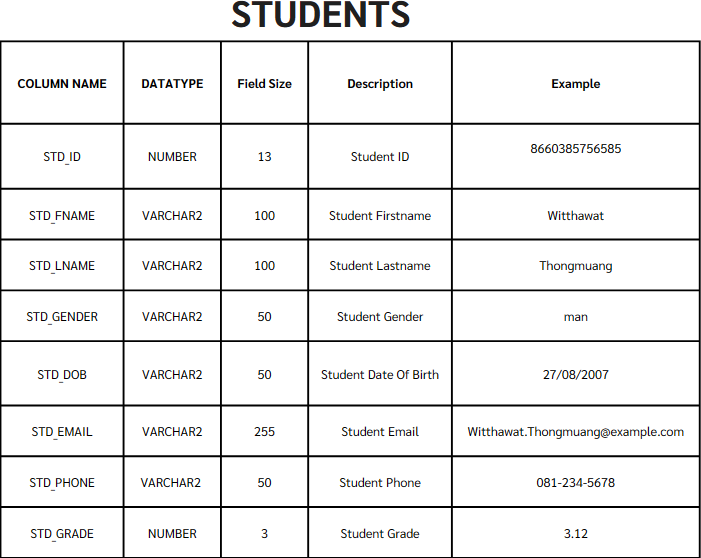 STUDENTS
COLUMN NAME DATATYPE Field Size Description Example
STD_ID NUMBER 13 Student ID 8660385756585
STD_FNAME VARCHAR2 100 Student Firstname Witthawat
STD_LNAME VARCHAR2 100 Student Lastname Thongmuang
STD_GENDER VARCHAR2 50 Student Gender man
STD_DOB VARCHAR2 50 Student Date Of Birth 27/08/2007
STD_EMAIL VARCHAR2 255 Student Email Witthawat.Thongmuang@example.com
STD_PHONE VARCHAR2 50 Student Phone 081-234-5678
STD_GRADE NUMBER 3 Student Grade 3.12